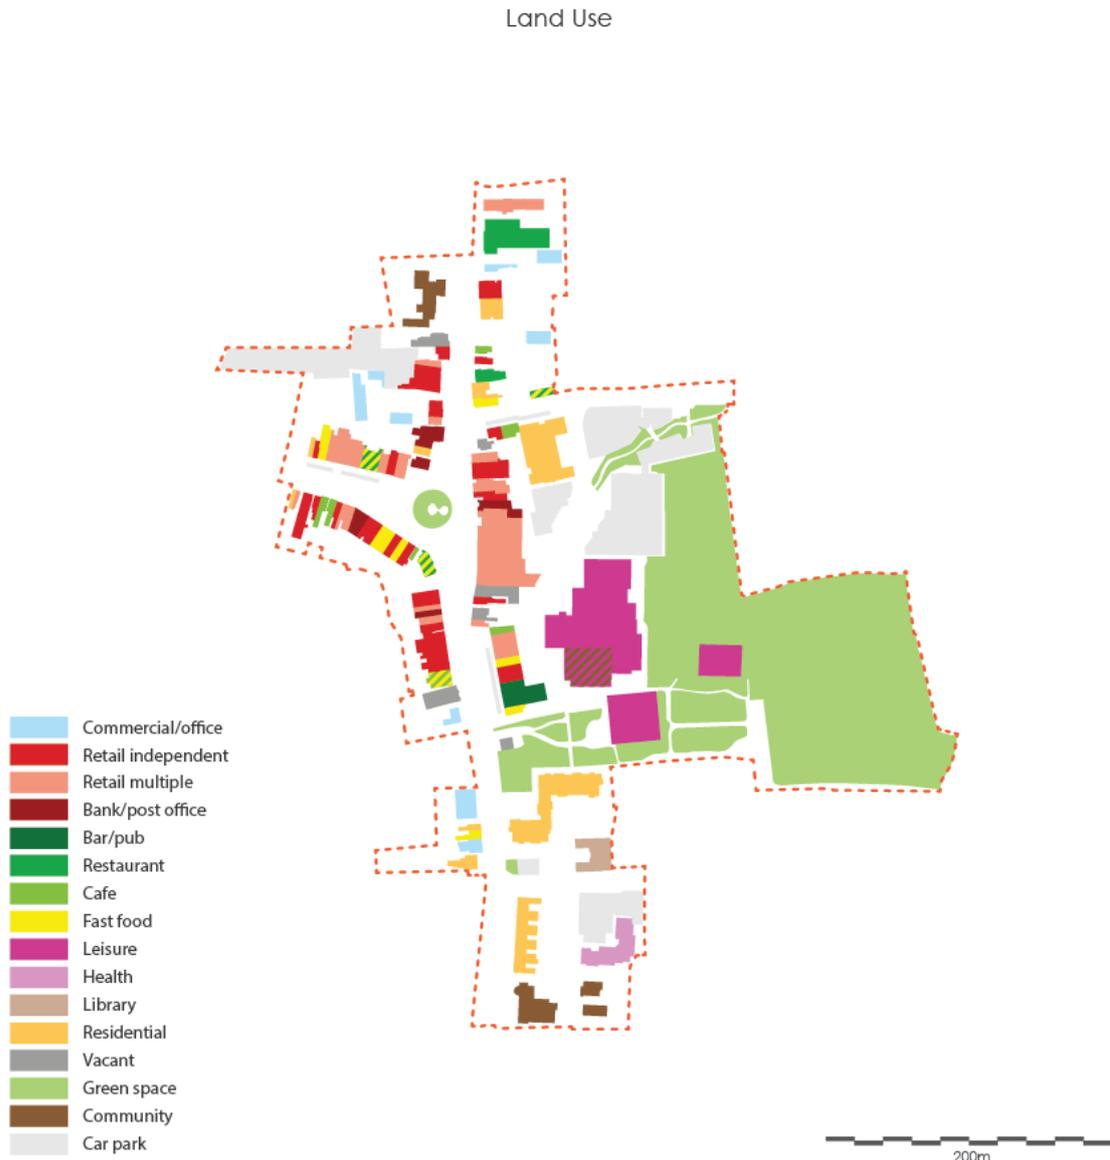 Land Use
Commercial/office
Retail independent
Retail multiple
Bank/post office
Bar/pub
Restaurant
Cafe
Fast food
Leisure
Health
Library
Residential
Vacant
Green space
Community
Car park
200m